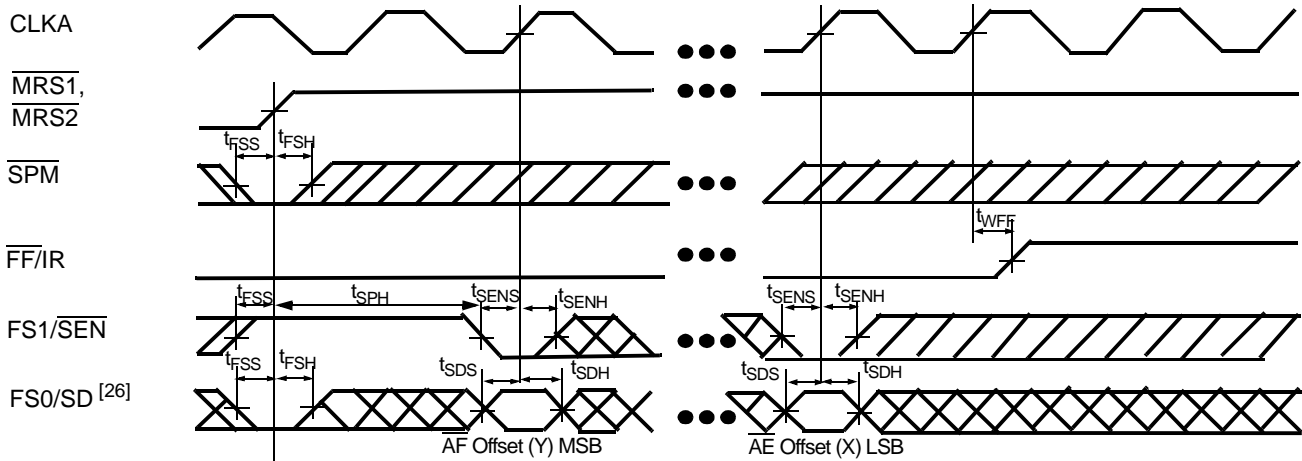 CLKA
MRS1,
MRS2
tFSS tFSH
SPM
tWFF
FF/IR
tFSS tSPH tSENS tSENH tSENS tSENH
FS1/SEN
tFSS tFSH tSDS tSDH tSDS tSDH
FS0/SD [26]
AF Offset (Y) MSB AE Offset (X) LSB